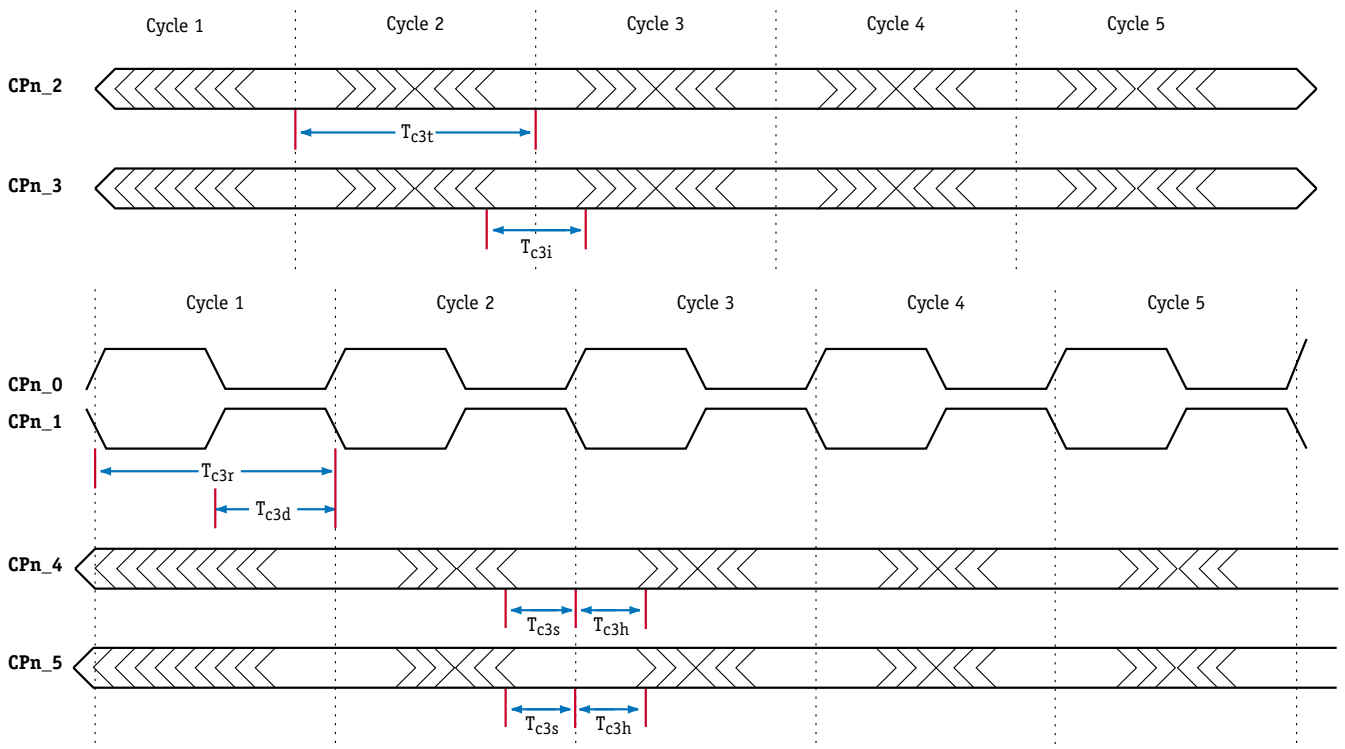 Cycle 1 Cycle 2 Cycle 3 Cycle 4 Cycle 5
CPn_2
Tc3t
CPn_3
Tc3i
Cycle 1 Cycle 2 Cycle 3 Cycle 4 Cycle 5
CPn_0
CPn_1
Tc3r
Tc3d
CPn_4
Tc3s Tc3h
CPn_5
Tc3s Tc3h